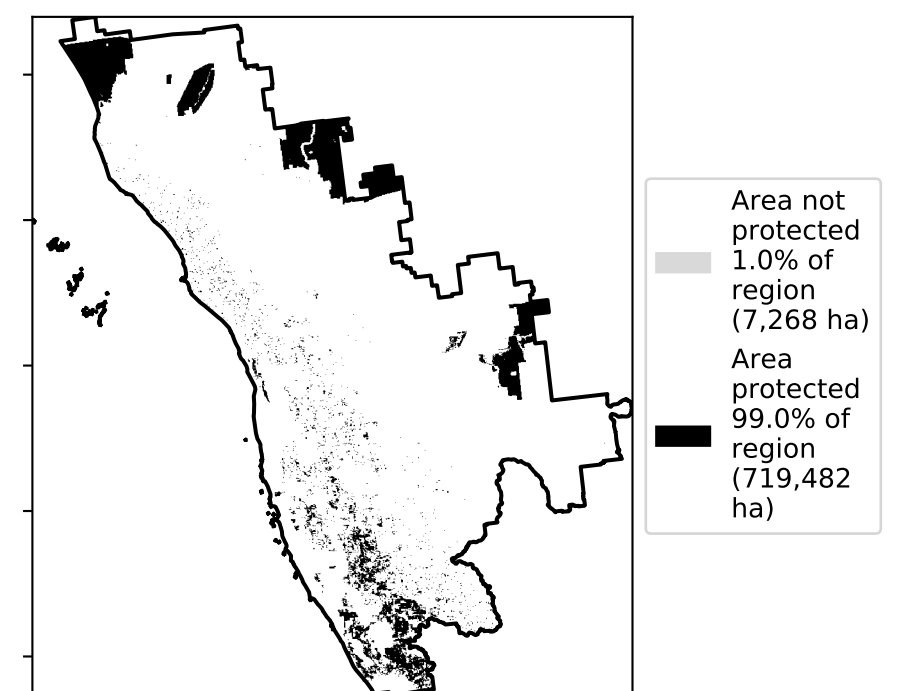 Area not
protected
1.0% of
region
(7,268 ha)
Area
protected
99.0% of
region
(719,482
ha)